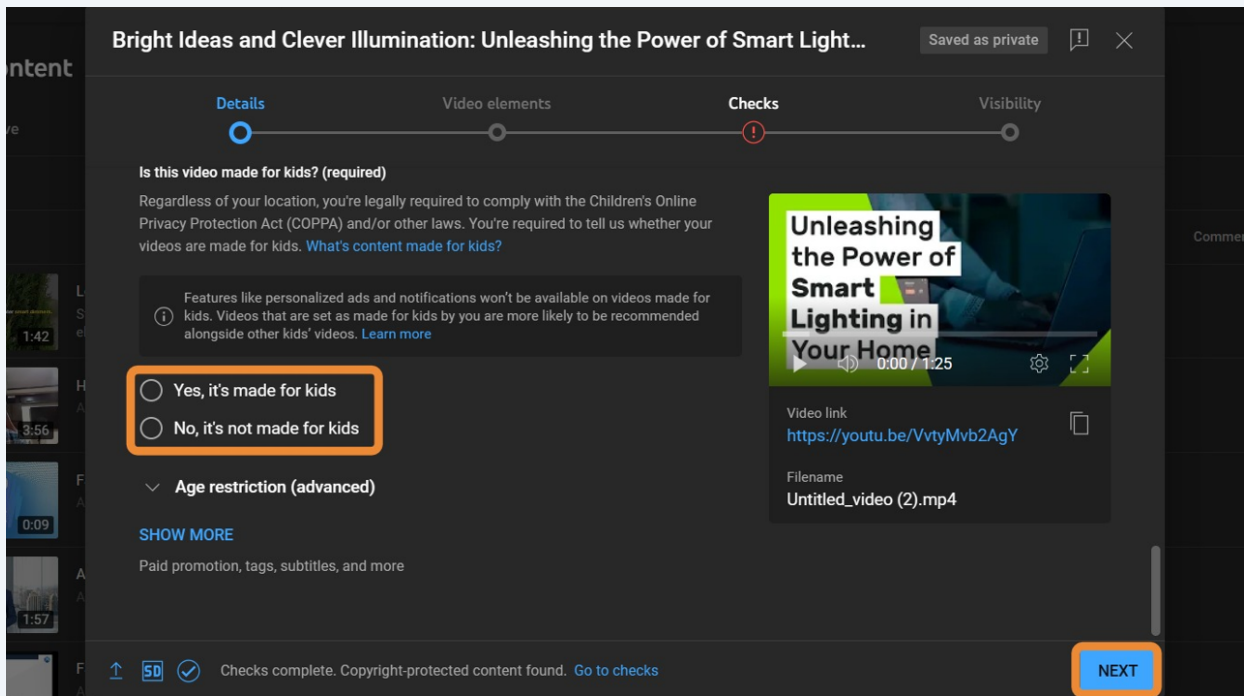 Bright Ideas and Clever Illumination: Unleashing the Power of Smart Light...
Saved as private
ntent
Details
Video elements
Checks
Visibility
Is this video made for kids? (required)
Regardless of your location, you're legally required to comply with the Children's Online
Privacy Protection Act (COPPA) and/or other laws. You're required to tell us whether your
videos are made for kids. What's content made for kids?
Features like personalized ads and notifications won't be available on videos made for
kids. Videos that are set as made for kids by you are more likely to be recommended
alongside other kids' videos. Learn more
Yes, it's made for kids
No, it's not made for kids
Age restriction (advanced)
SHOW MORE
Paid promotion, tags, subtitles, and more
Unleashing
the Power of
Smart
Lighting in
Your Home
0:00 / 1:25
Video link
https://youtu.be/VvtyMvb2AgY
Filename
Untitled_video (2).mp4
Commer
1:42
3:56
0:09
1:57
SD
Checks complete. Copyright-protected content found. Go to checks
NEXT